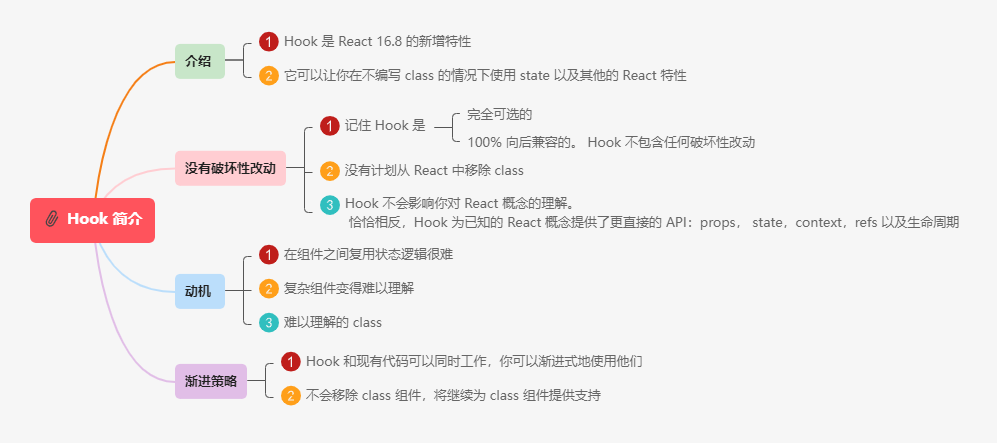 Hook 简介
介绍
1 Hook 是 React 16.8 的新增特性
2 它可以让你在不编写 class 的情况下使用 state 以及其他的 React 特性
没有破坏性改动
1 记住 Hook 是
完全可选的
100% 向后兼容的。 Hook 不包含任何破坏性改动
2 没有计划从 React 中移除 class
3 Hook 不会影响你对 React 概念的理解。
恰恰相反，Hook 为已知的 React 概念提供了更直接的 API：props， state，context，refs 以及生命周期
动机
1 在组件之间复用状态逻辑很难
2 复杂组件变得难以理解
3 难以理解的 class
渐进策略
1 Hook 和现有代码可以同时工作，你可以渐进式地使用他们
2 不会移除 class 组件，将继续为 class 组件提供支持